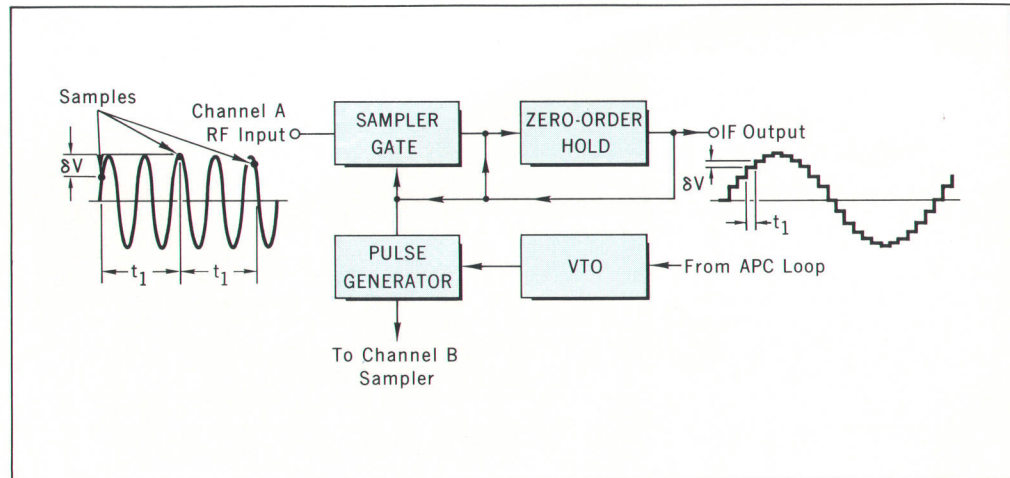 Samples
Channel A
RF Input
SAMPLER
GATE
ZERO-ORDER
HOLD
IF Output
δV
δV
t₁
t₁
t₁
PULSE
GENERATOR
VTO
From APC Loop
To Channel B
Sampler